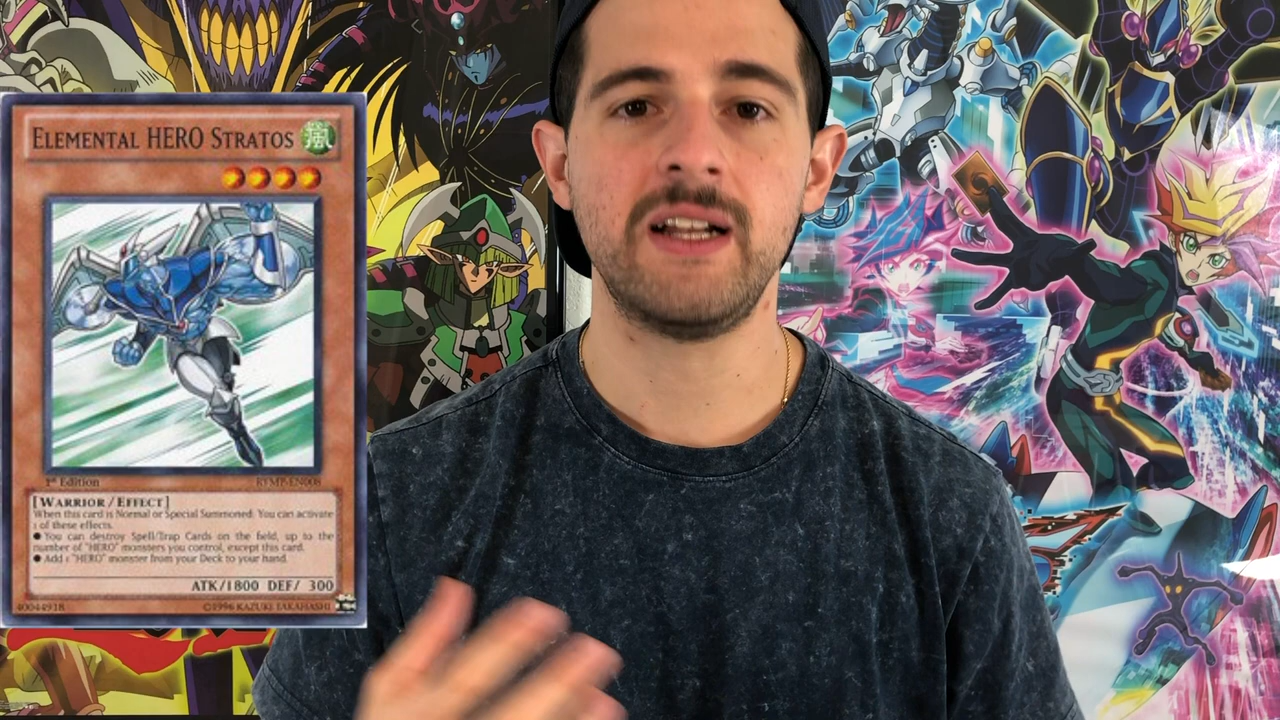 ELEMENTAL HERO STRATOS
風
1st Edition
RYMP-EN008
[WARRIOR / EFFECT]
When this card is Normal or Special Summoned: You can activate
1 of these effects.
● You can destroy Spell/Trap Cards on the field, up to the
number of "HERO" monsters you control, except this card.
● Add 1 "HERO" monster from your Deck to your hand.
ATK/1800 DEF/ 300
40044918
©1996 KAZUKI TAKAHASHI